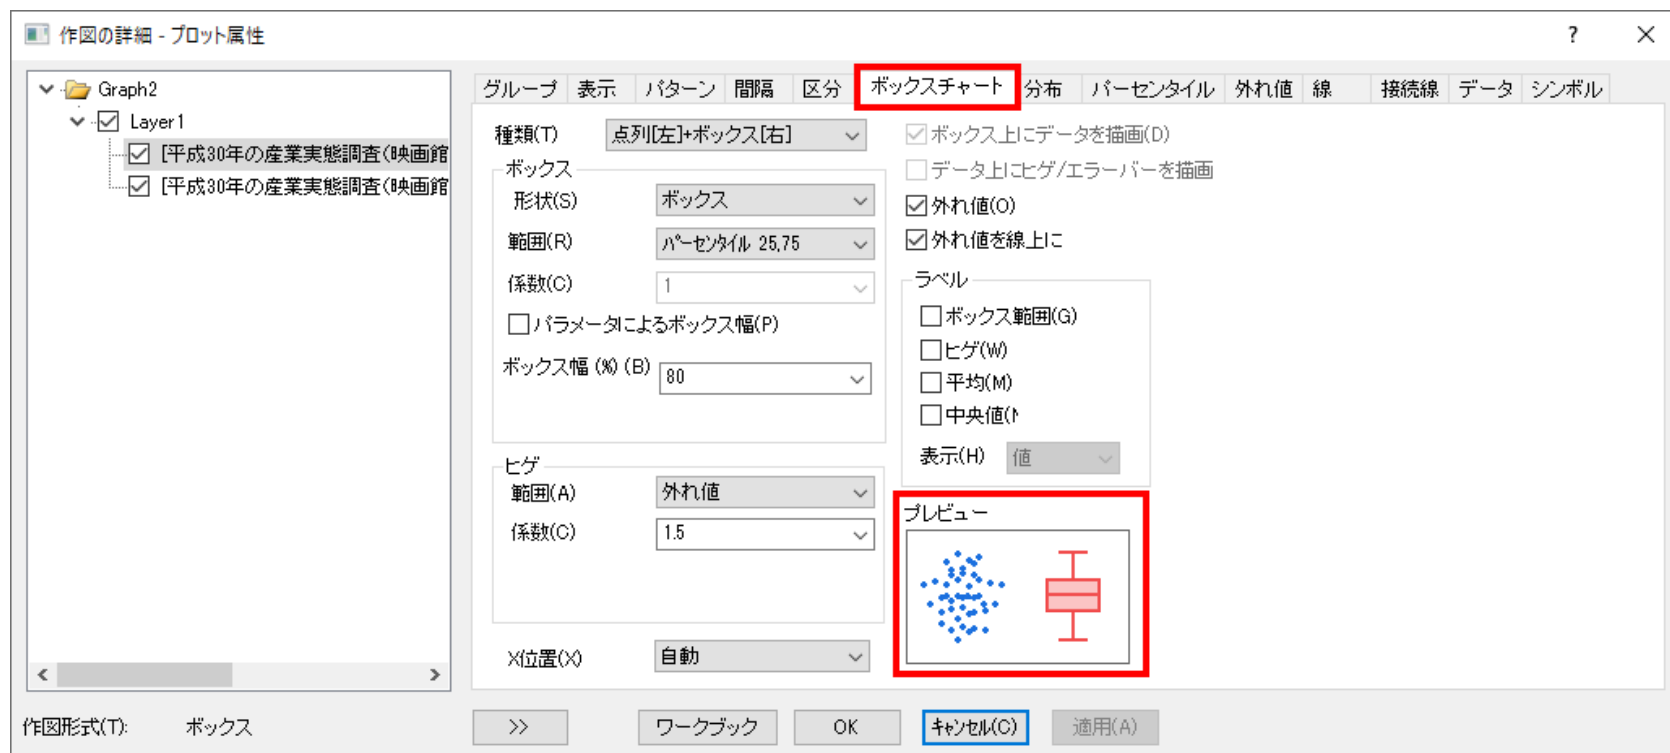 作図の詳細 - プロット属性
?
Graph2
Layer1
[平成30年の産業実態調査(映画館
[平成30年の産業実態調査(映画館
グループ 表示 パターン 間隔 区分 ボックスチャート 分布 パーセンタイル 外れ値 線 接続線 データ シンボル
種類(T) 点列[左]+ボックス[右]
ボックス
形状(S) ボックス
範囲(R) パーセンタイル 25,75
係数(C) 1
パラメータによるボックス幅(P)
ボックス幅 (%) (B) 80
ヒゲ
範囲(A) 外れ値
係数(C) 1.5
X位置(X) 自動
ボックス上にデータを描画(D)
データ上にヒゲ/エラーバーを描画
外れ値(O)
外れ値を線上に
ラベル
ボックス範囲(G)
ヒゲ(W)
平均(M)
中央値(
表示(H) 値
プレビュー
作図形式(T): ボックス
>> ワークブック OK キャンセル(C) 適用(A)